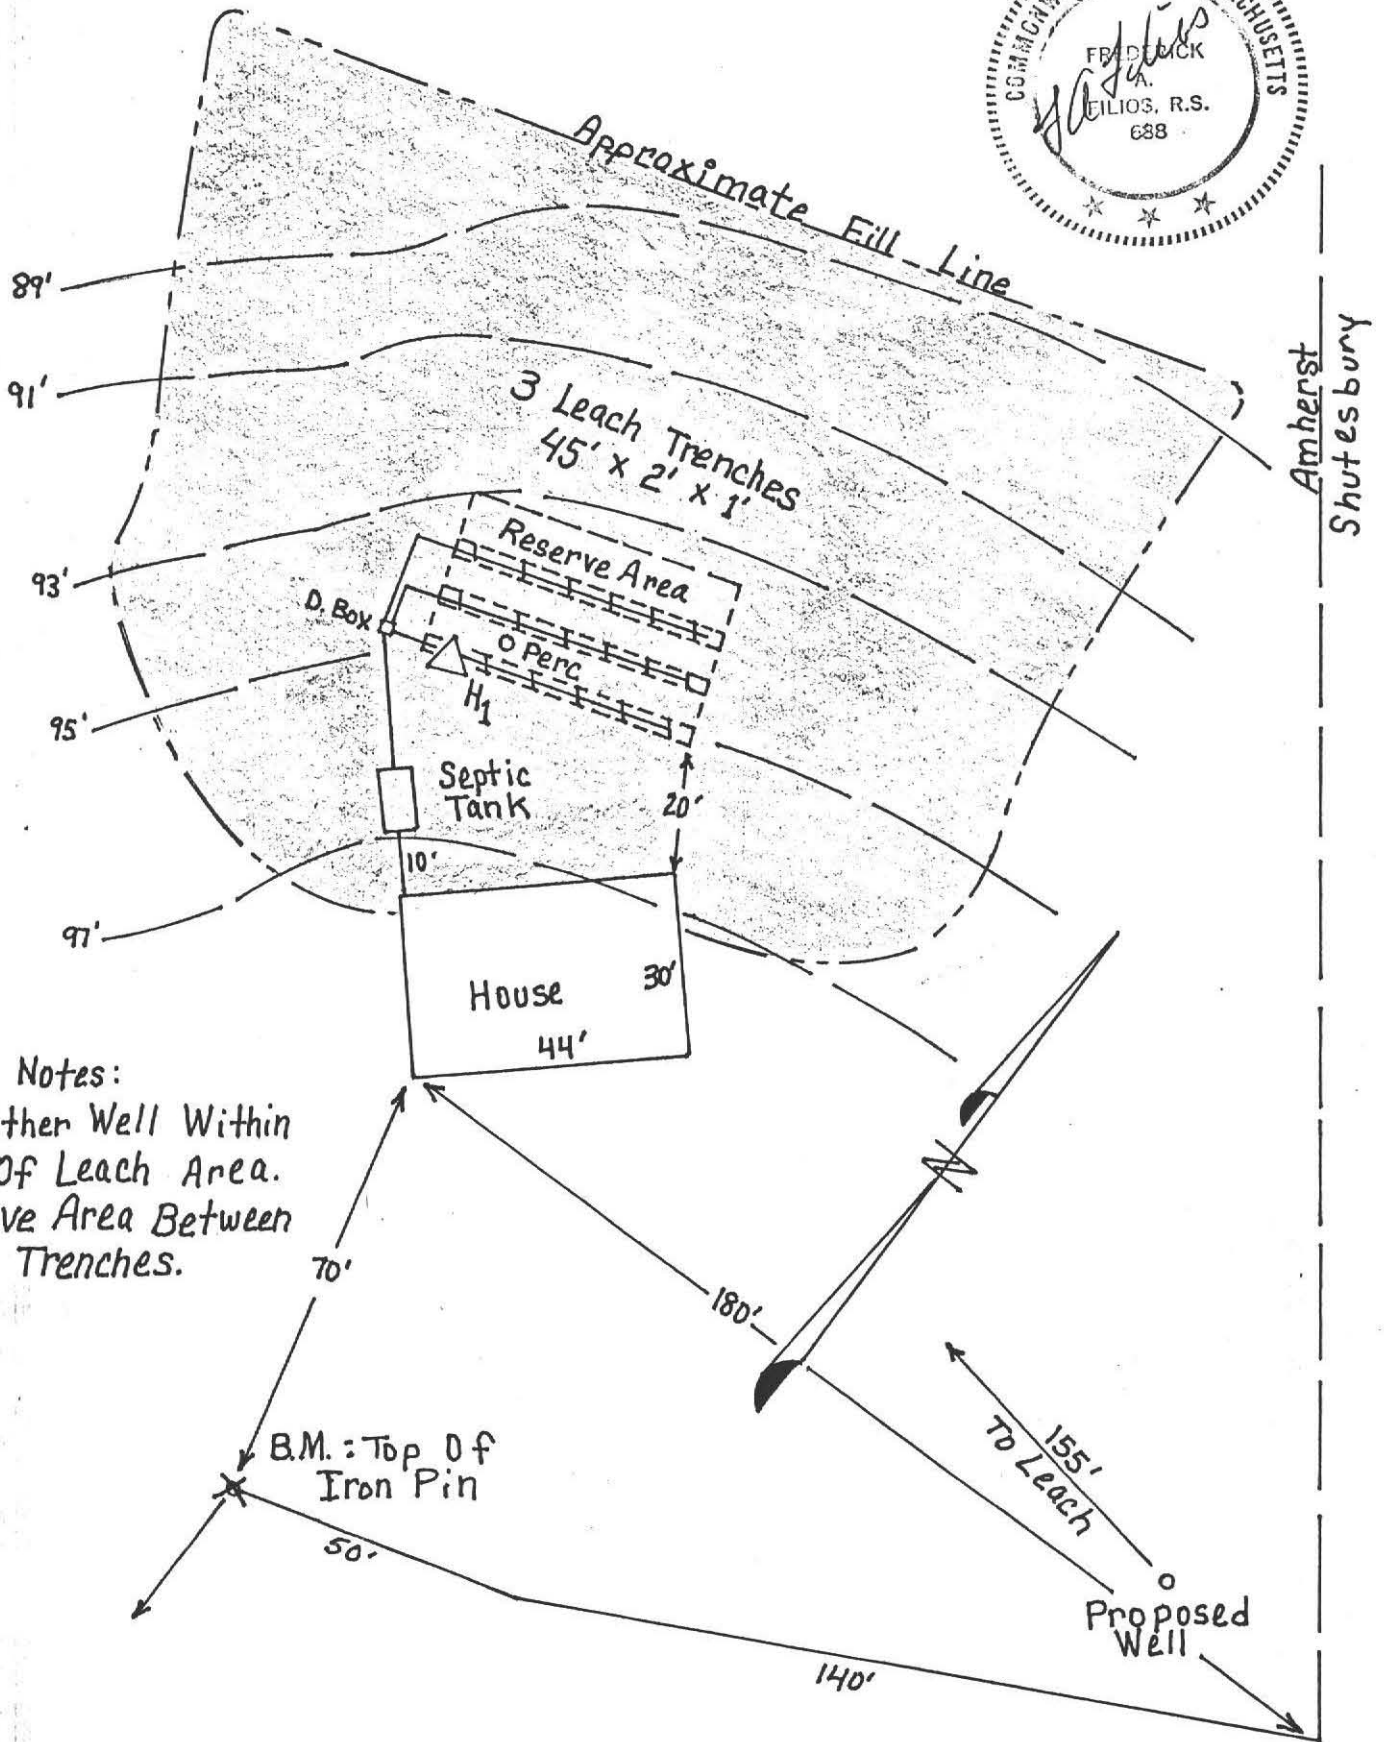 FREDERICK
A.
FILIOS, R.S.
688
Approximate Fill Line
89'
91'
93'
95'
97'
3 Leach Trenches
45' x 2' x 1'
Reserve Area
D. Box
Perc
H1
Septic
Tank
20'
10'
House
30'
44'
Amherst
Shutesbury
Notes:
ther Well Within
Of Leach Area.
ve Area Between
Trenches.
70'
180'
N
155'
To Leach
B.M.: Top Of
Iron Pin
50'
140'
Proposed
Well